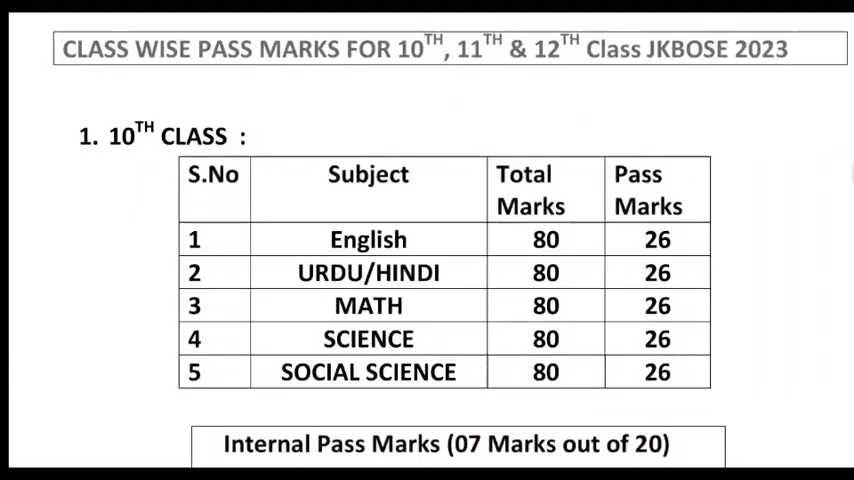 CLASS WISE PASS MARKS FOR 10TH, 11TH & 12TH Class JKBOSE 2023
1. 10TH CLASS :
S.No Subject Total Marks Pass Marks
1 English 80 26
2 URDU/HINDI 80 26
3 MATH 80 26
4 SCIENCE 80 26
5 SOCIAL SCIENCE 80 26
Internal Pass Marks (07 Marks out of 20)